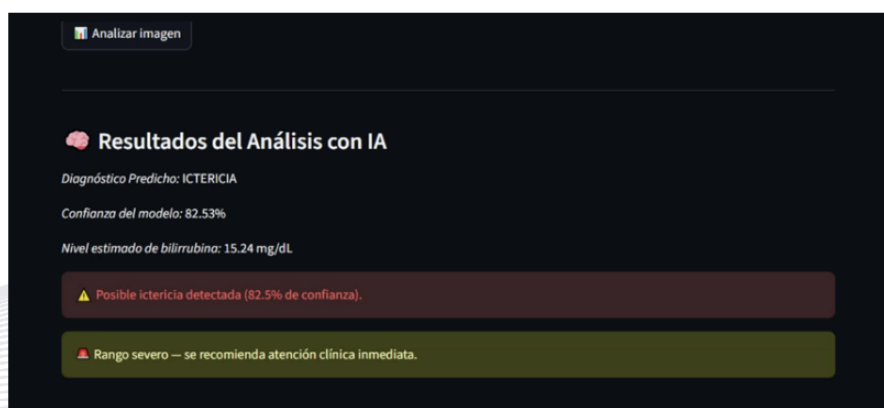 Analizar imagen
Resultados del Análisis con IA
Diagnóstico Predicho: ICTERICIA
Confianza del modelo: 82.53%
Nivel estimado de bilirrubina: 15.24 mg/dL
Posible ictericia detectada (82.5% de confianza).
Rango severo — se recomienda atención clínica inmediata.